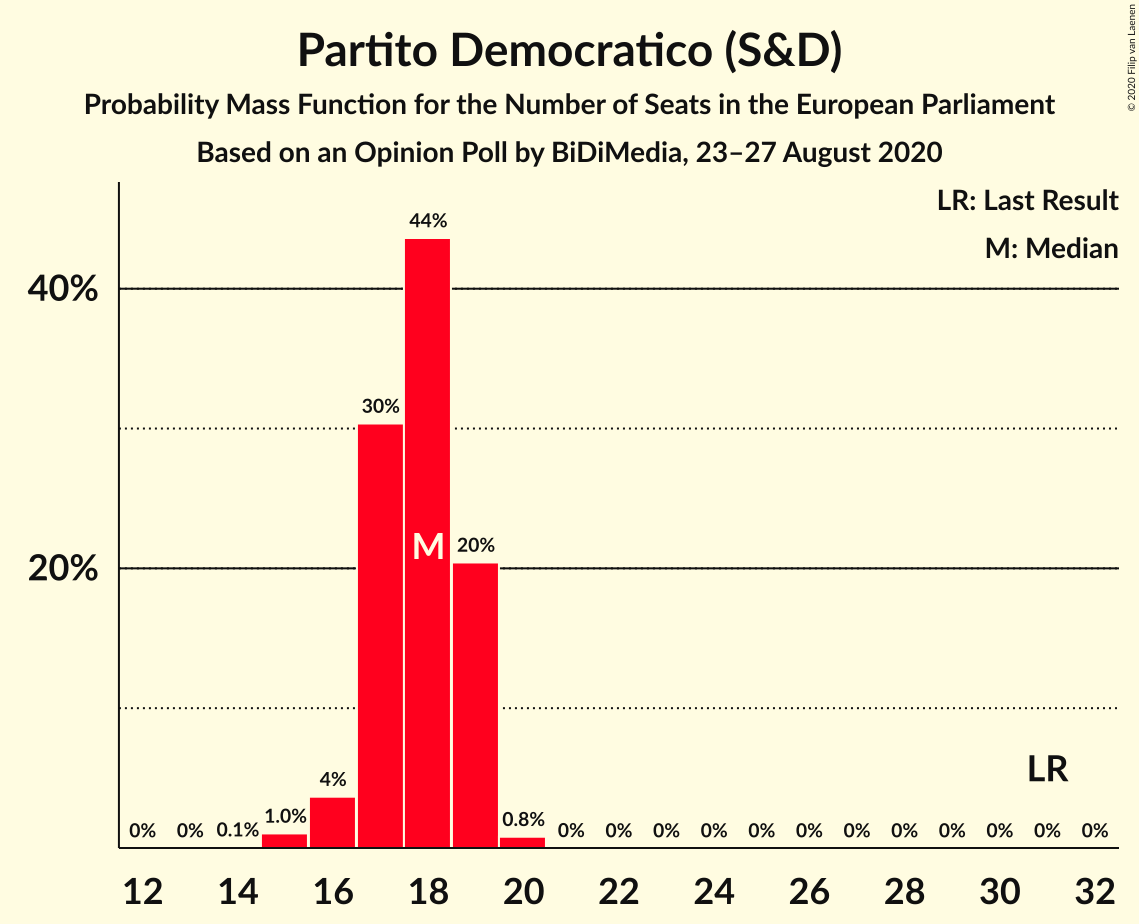 Partito Democratico (S&D)
Probability Mass Function for the Number of Seats in the European Parliament
Based on an Opinion Poll by BiDiMedia, 23–27 August 2020
© 2020 Filip van Laenen
LR: Last Result
M: Median
44%
40%
30%
M
20%
20%
LR
4%
1.0%
0.8%
0% 0% 0.1% 0% 0% 0% 0% 0% 0% 0% 0% 0% 0% 0% 0%
12 14 16 18 20 22 24 26 28 30 32